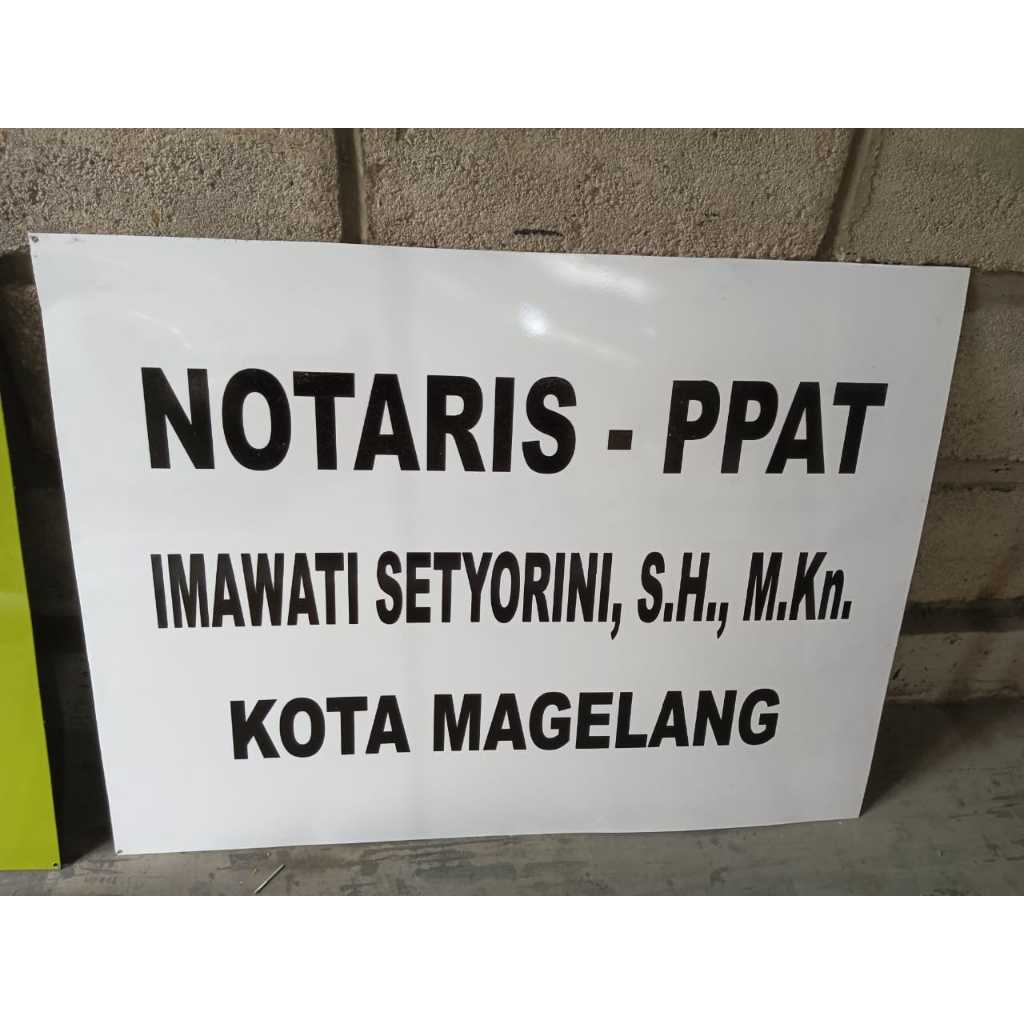 NOTARIS - PPAT
IMAWATI SETYORINI, S.H., M.Kn.
KOTA MAGELANG